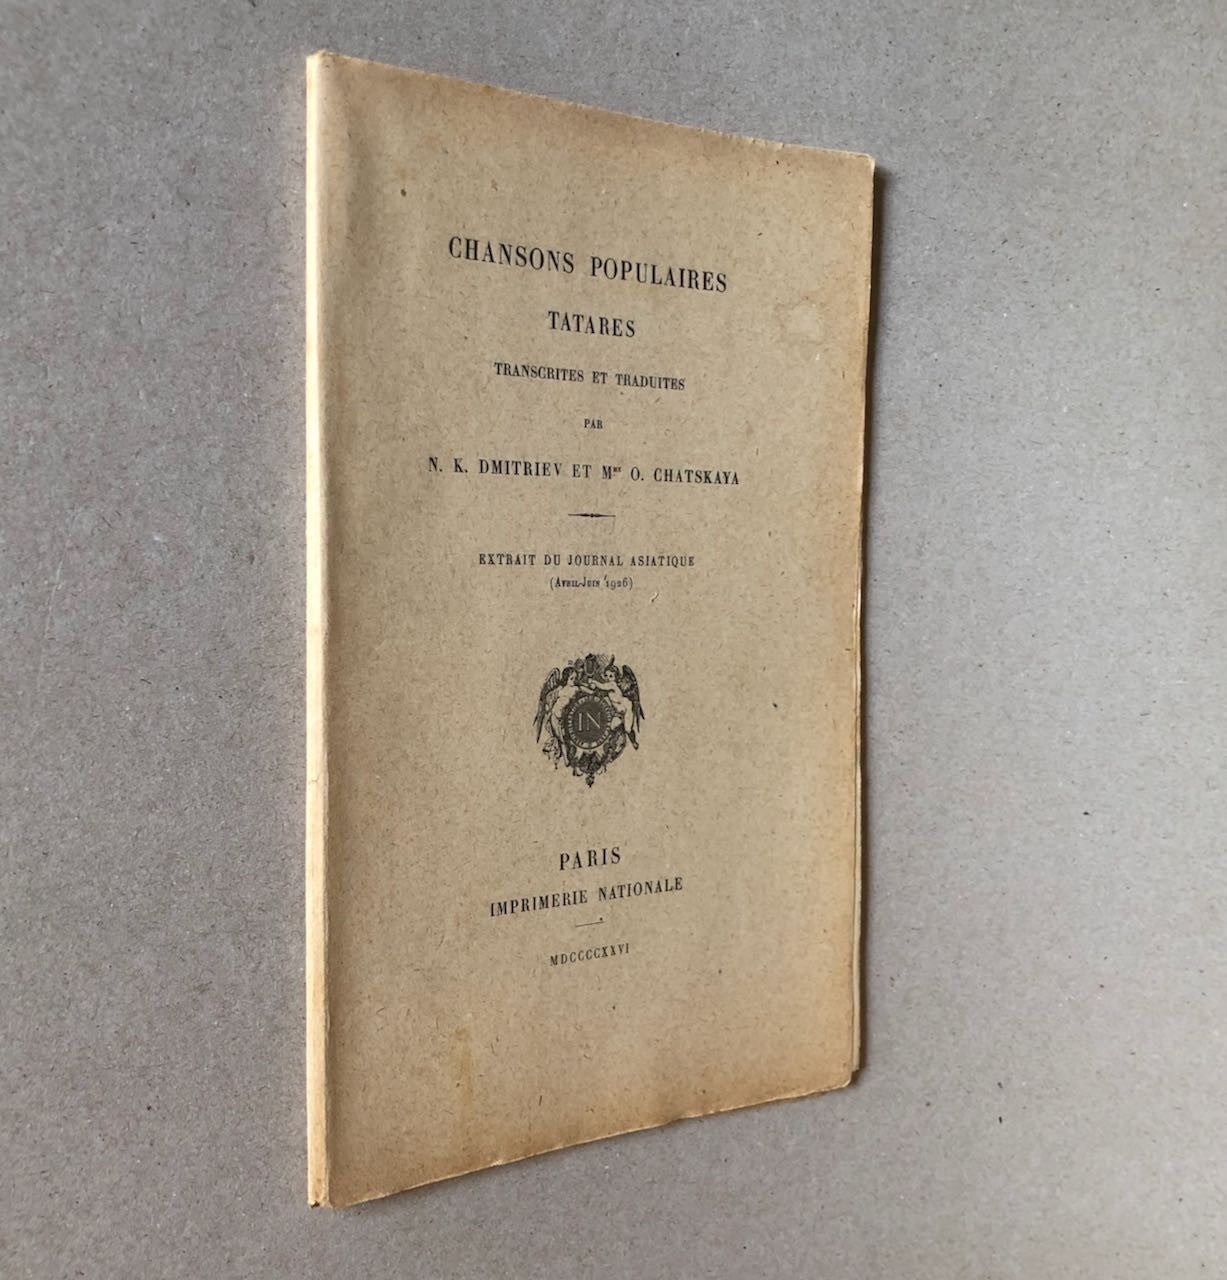 CHANSONS POPULAIRES
TATARES
TRANSCRITES ET TRADUITES
PAR
N. K. DMITRIEV ET Mme O. CHATSKAYA
EXTRAIT DU JOURNAL ASIATIQUE
(Avril-Juin 1926)
IN
PARIS
IMPRIMERIE NATIONALE
MDCCCCXXVI